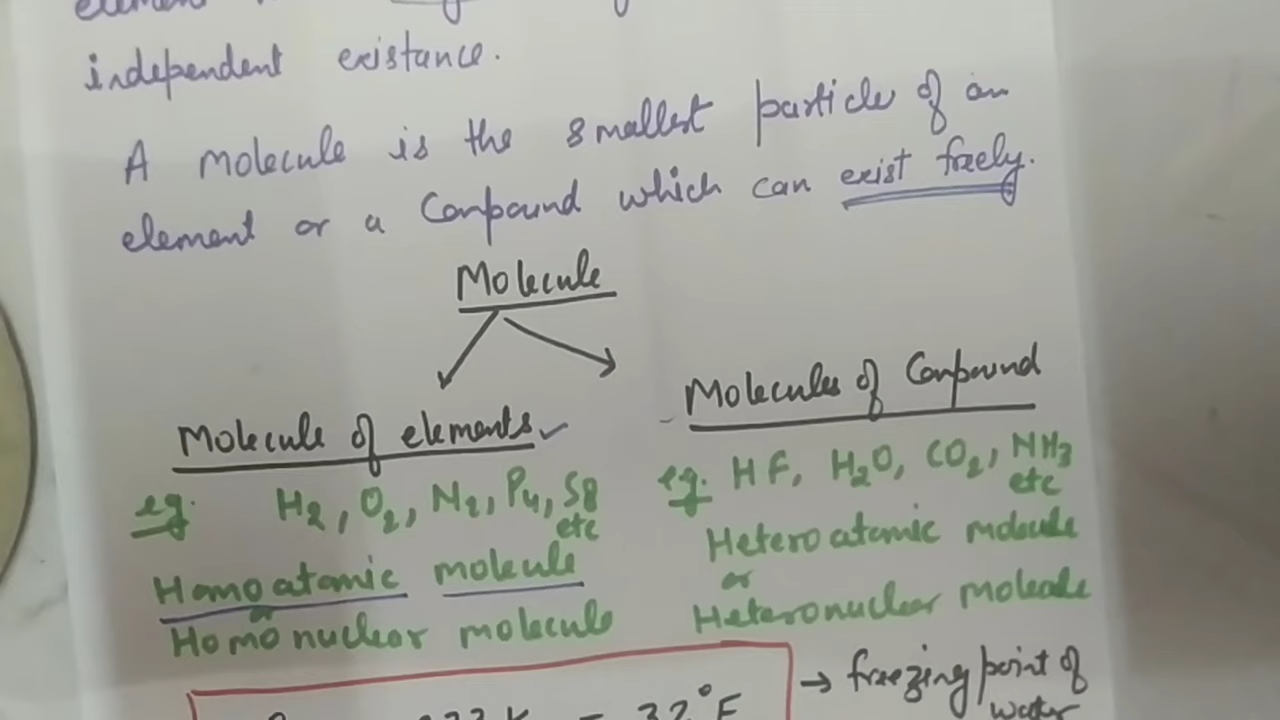 element
independent existance.
A molecule is the smallest particle of an
element or a Compound which can exist freely.
Molecule
Molecule of elements ✓
eg. H2, O2, N2, P4, S8
etc
Homoatomic molecule
or
Homonuclear molecule
Molecules of Compound
eg. HF, H2O, CO2, NH3
etc
Heteroatomic molecule
or
Heteronuclear molecule
= 32°F
→ freezing point of
water